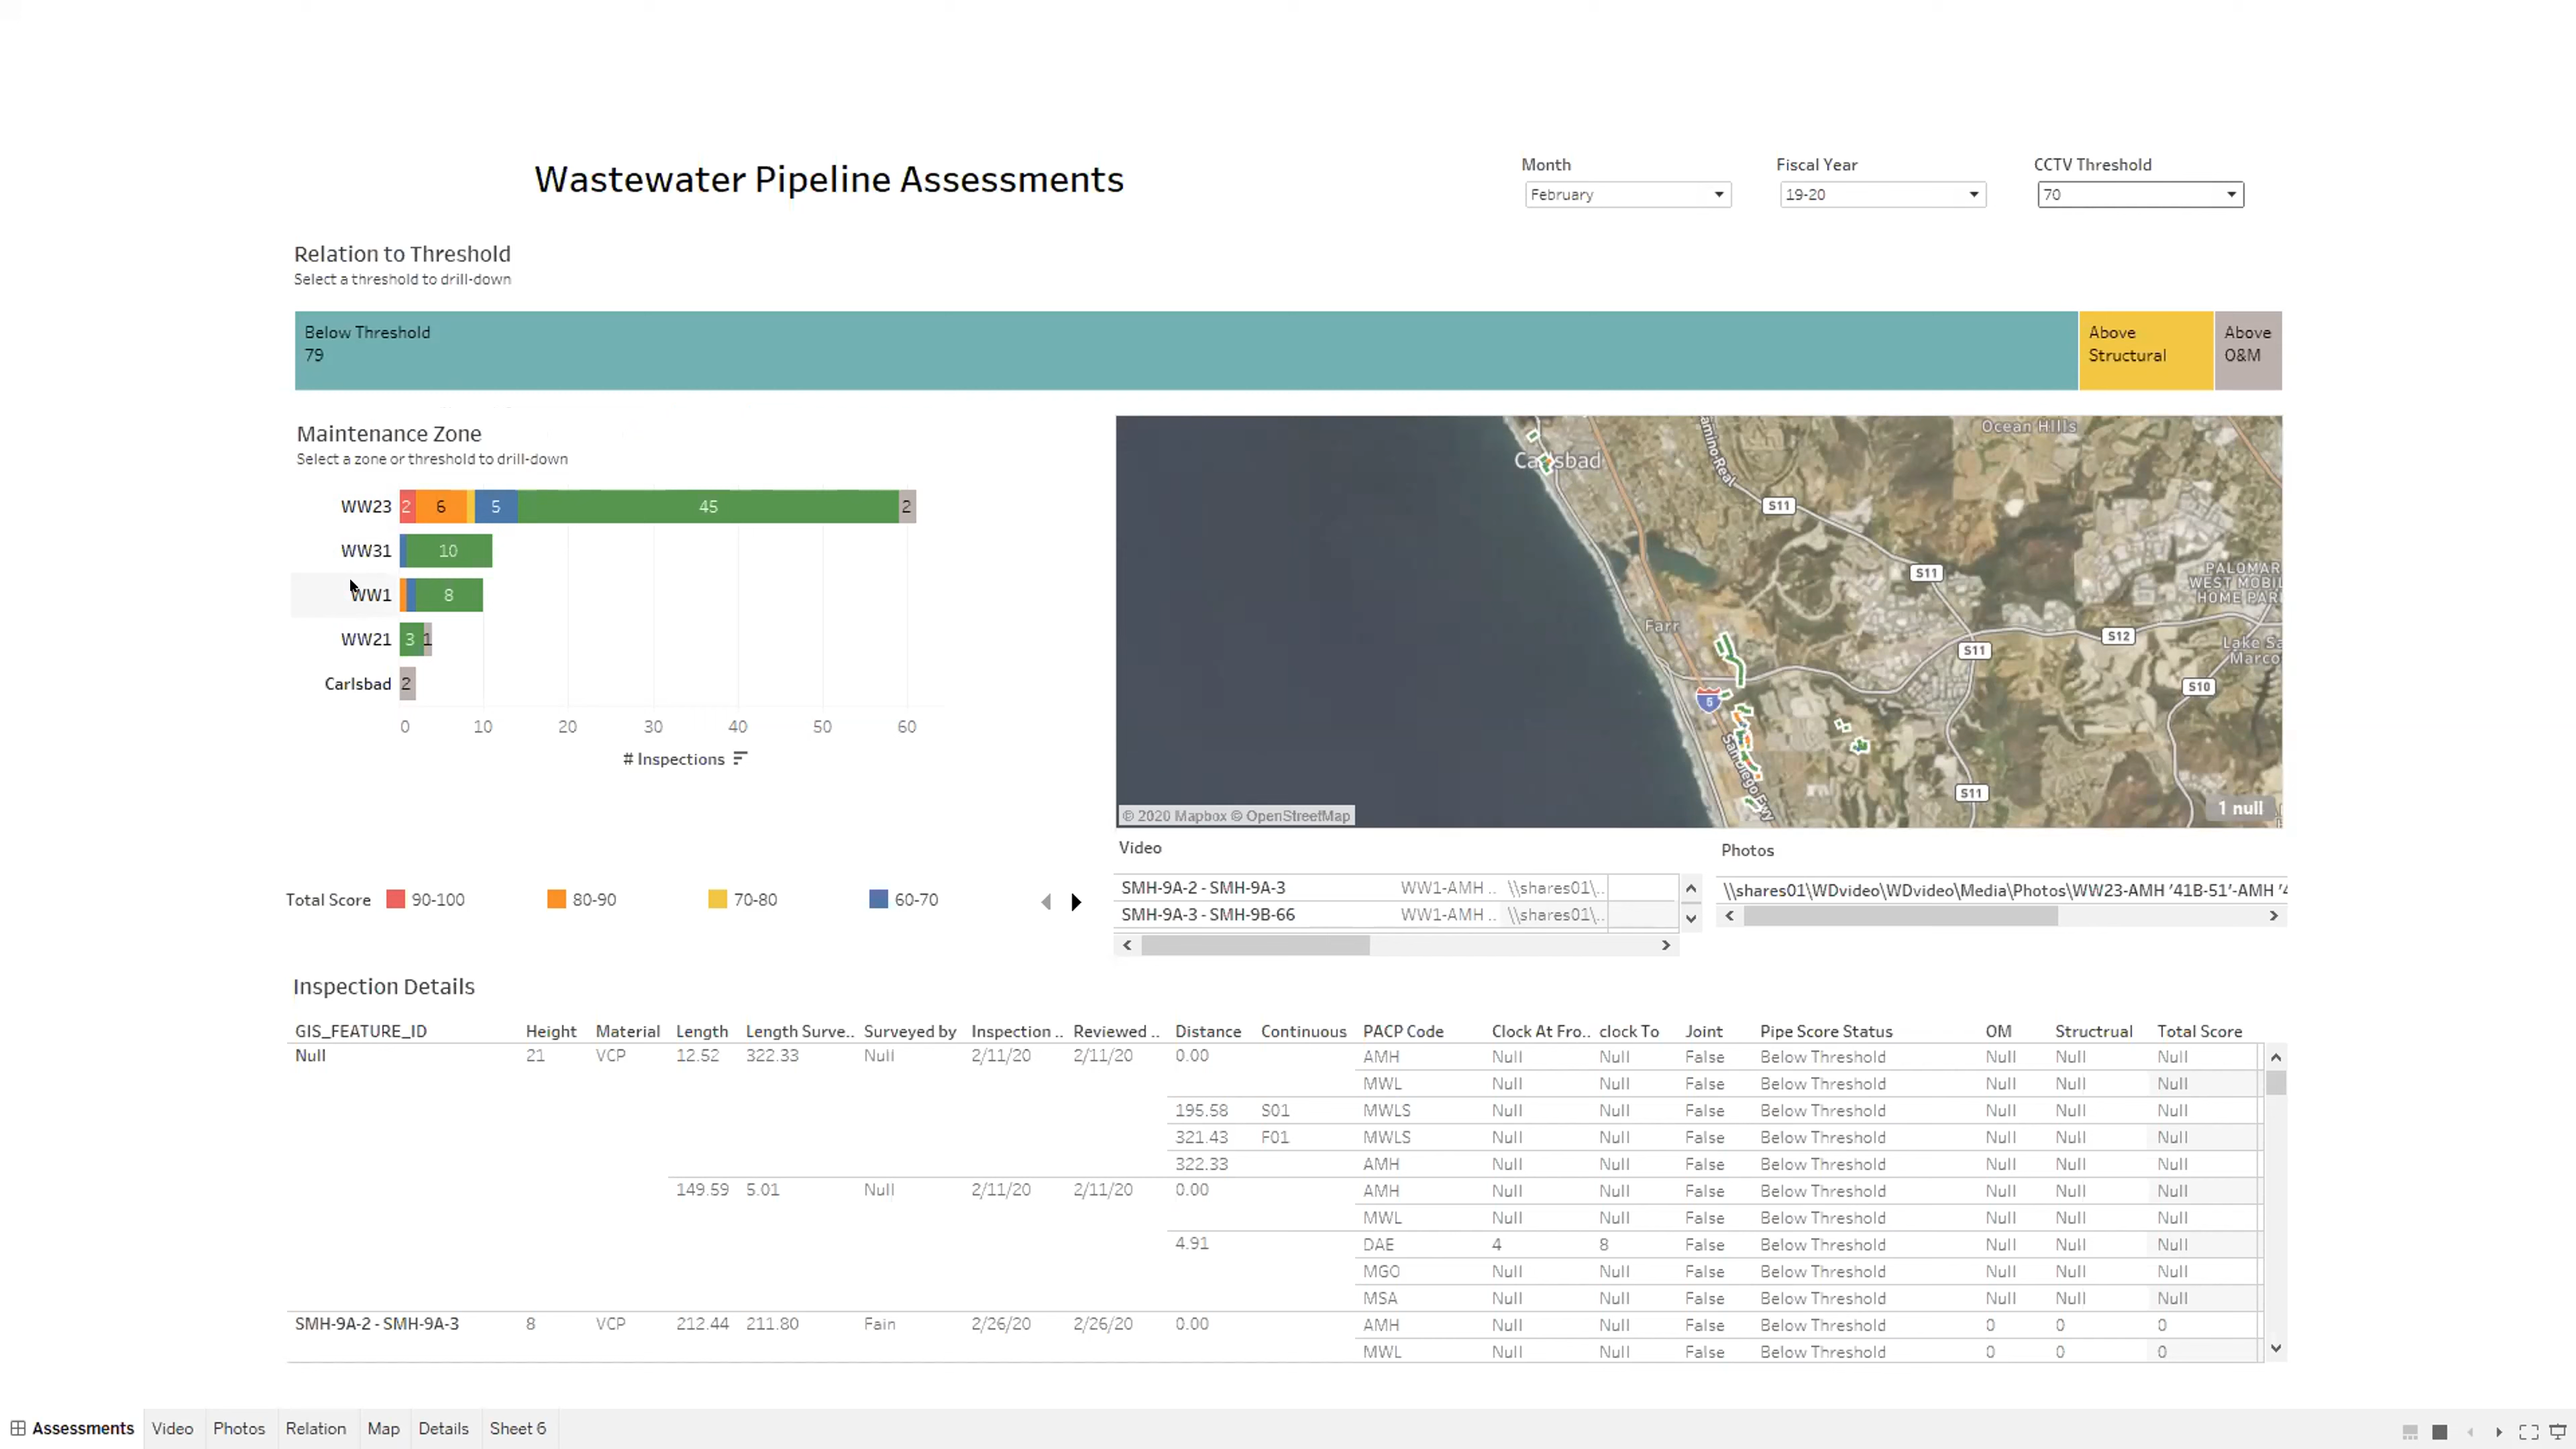 Wastewater Pipeline Assessments
Month
Fiscal Year
CCTV Threshold
February
19-20
70
Relation to Threshold
Select a threshold to drill-down
Below Threshold
79
Above
Structural
Above
O&M
Maintenance Zone
Select a zone or threshold to drill-down
WW23 2 6 5 45 2
WW31 10
WW1 8
WW21 3 1
Carlsbad 2
0 10 20 30 40 50 60
# Inspections
Ocean Hills
Carlsbad
amino Real
S11
S11
PALOMAR
WEST MOBIL
HOME PAR
Farr
S12
S11
Lake Sa
Marco
S10
5
San Diego Fwy
S11
1 null
© 2020 Mapbox © OpenStreetMap
Total Score 90-100 80-90 70-80 60-70
Video
SMH-9A-2 - SMH-9A-3 WW1-AMH .. \\shares01\..
SMH-9A-3 - SMH-9B-66 WW1-AMH .. \\shares01\..
Photos
\\shares01\WDvideo\WDvideo\Media\Photos\WW23-AMH '41B-51'-AMH '4
Inspection Details
GIS_FEATURE_ID Height Material Length Length Surve.. Surveyed by Inspection .. Reviewed .. Distance Continuous PACP Code Clock At Fro.. clock To Joint Pipe Score Status OM Structrual Total Score
Null 21 VCP 12.52 322.33 Null 2/11/20 2/11/20 0.00 AMH Null Null False Below Threshold Null Null Null
MWL Null Null False Below Threshold Null Null Null
195.58 S01 MWLS Null Null False Below Threshold Null Null Null
321.43 F01 MWLS Null Null False Below Threshold Null Null Null
322.33 AMH Null Null False Below Threshold Null Null Null
149.59 5.01 Null 2/11/20 2/11/20 0.00 AMH Null Null False Below Threshold Null Null Null
MWL Null Null False Below Threshold Null Null Null
4.91 DAE 4 8 False Below Threshold Null Null Null
MGO Null Null False Below Threshold Null Null Null
MSA Null Null False Below Threshold Null Null Null
SMH-9A-2 - SMH-9A-3 8 VCP 212.44 211.80 Fain 2/26/20 2/26/20 0.00 AMH Null Null False Below Threshold 0 0 0
MWL Null Null False Below Threshold 0 0 0
Assessments Video Photos Relation Map Details Sheet 6